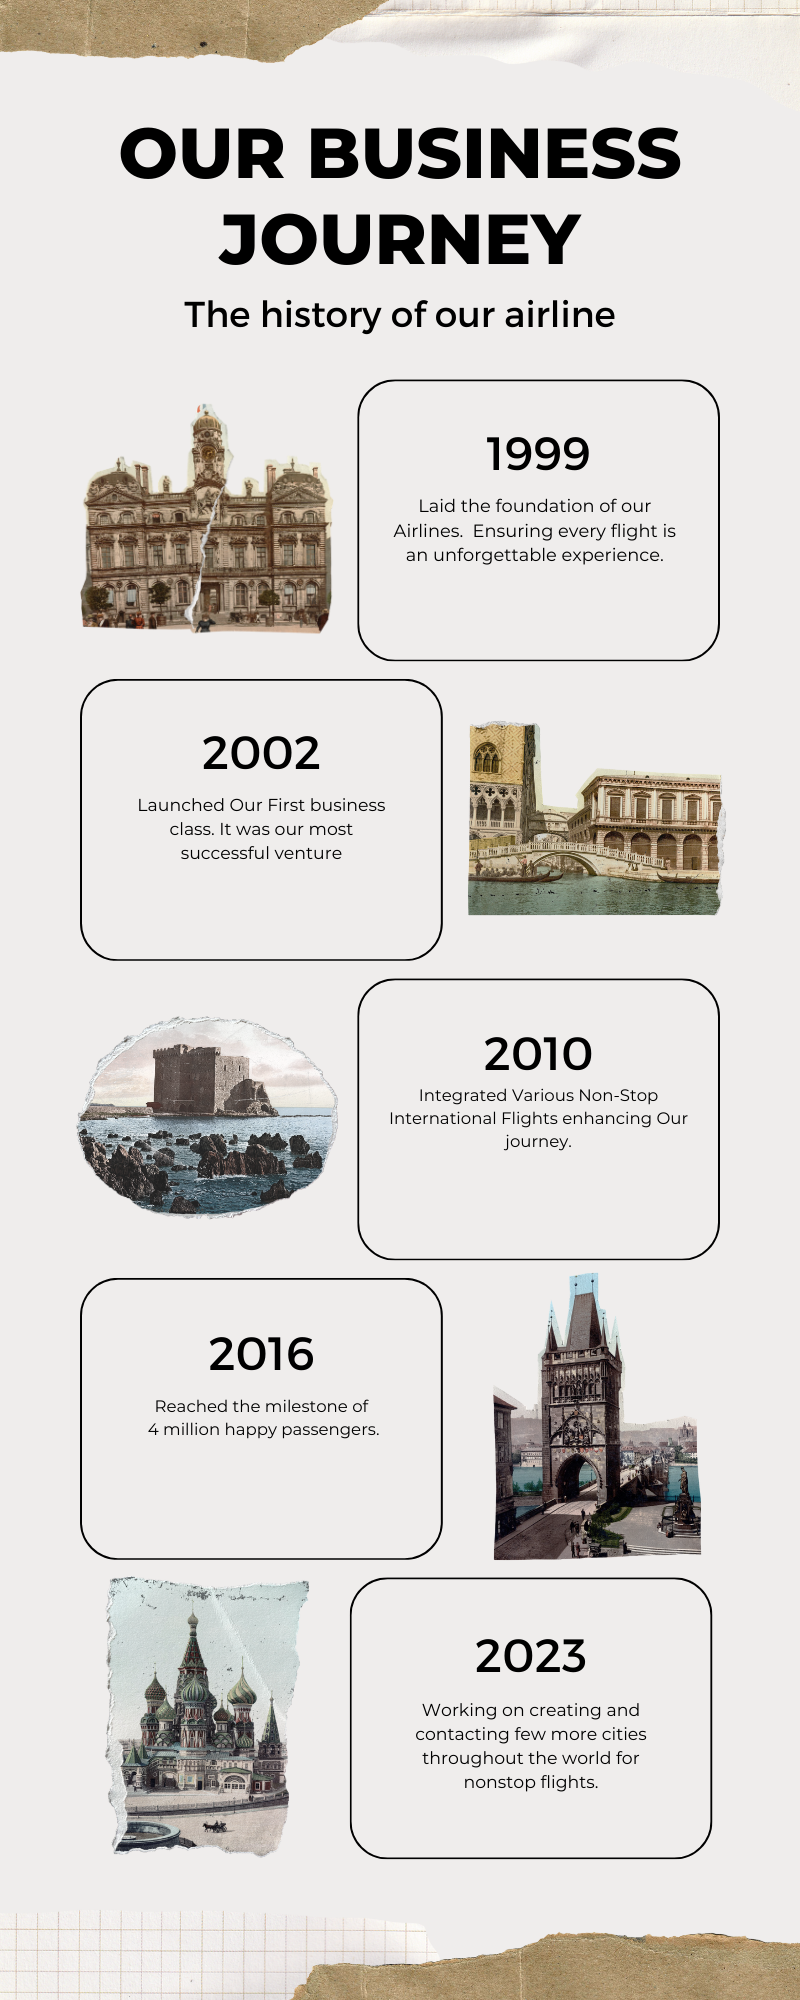 OUR BUSINESS
JOURNEY
The history of our airline
1999
Laid the foundation of our
Airlines.  Ensuring every flight is
an unforgettable experience.
2002
Launched Our First business
class. It was our most
successful venture
2010
Integrated Various Non-Stop
International Flights enhancing Our
journey.
2016
Reached the milestone of
4 million happy passengers.
2023
Working on creating and
contacting few more cities
throughout the world for
nonstop flights.